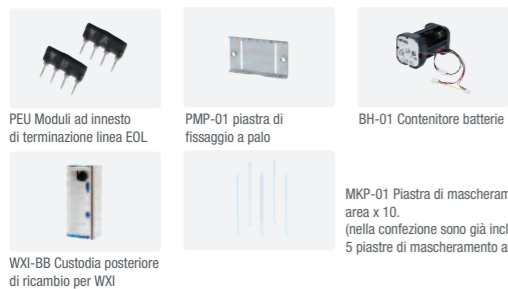 PEU Moduli ad innesto
di terminazione linea EOL
PMP-01 piastra di
fissaggio a palo
BH-01 Contenitore batterie
WXI-BB Custodia posteriore
di ricambio per WXI
MKP-01 Piastra di
area x 10.
(nella confezione sono già
5 piastre di mascheramento